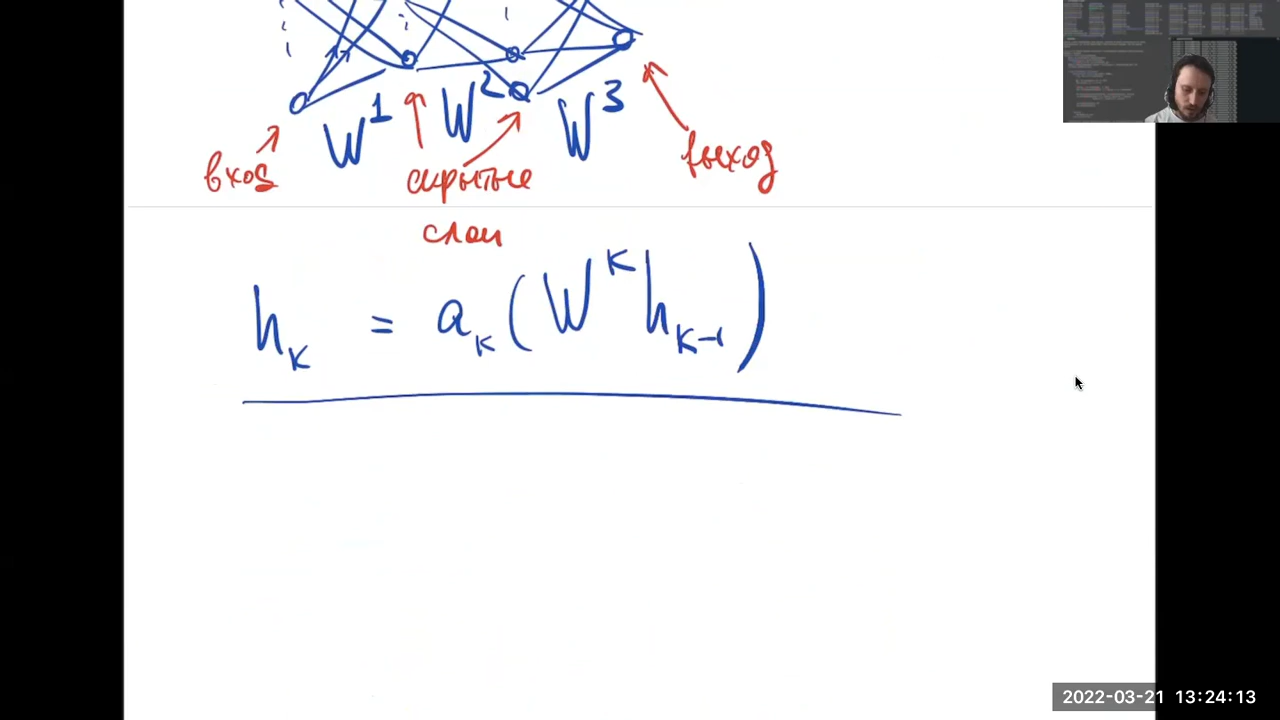 W¹ W² W³
вход скрытые выход
слои
hₖ = aₖ(Wᴷhₖ₋₁)
2022-03-21 13:24:13